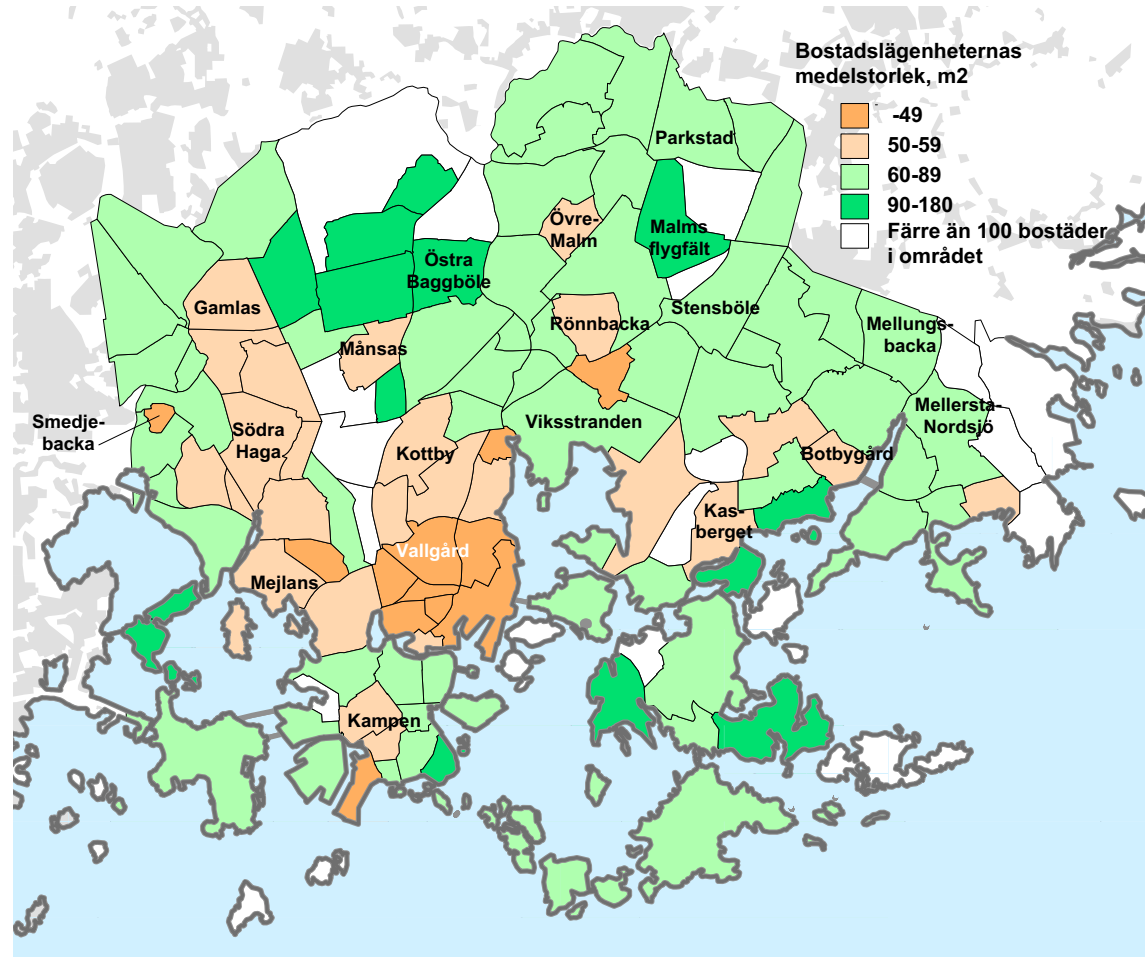 Bostadslägenheternas
medelstorlek, m2
-49
50-59
60-89
90-180
Färre än 100 bostäder
i området
Parkstad
Övre-
Malm
Malms
flygfält
Östra
Baggböle
Gamlas
Rönnbacka
Stensböle
Mellungs-
backa
Månsas
Smedje-
backa
Södra
Haga
Kottby
Viksstranden
Mellersta-
Nordsjö
Botbygård
Kas-
berget
Vallgård
Mejlans
Kampen